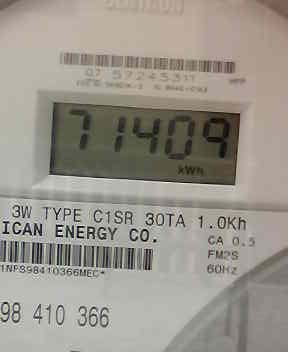 CENTRON
07 57245311
71409
kWh
3W TYPE C1SR 30TA 1.0Kh
ICAN ENERGY CO.
CA 0.5
FM2S
60HZ
1NFS98410366MEC*
98 410 366